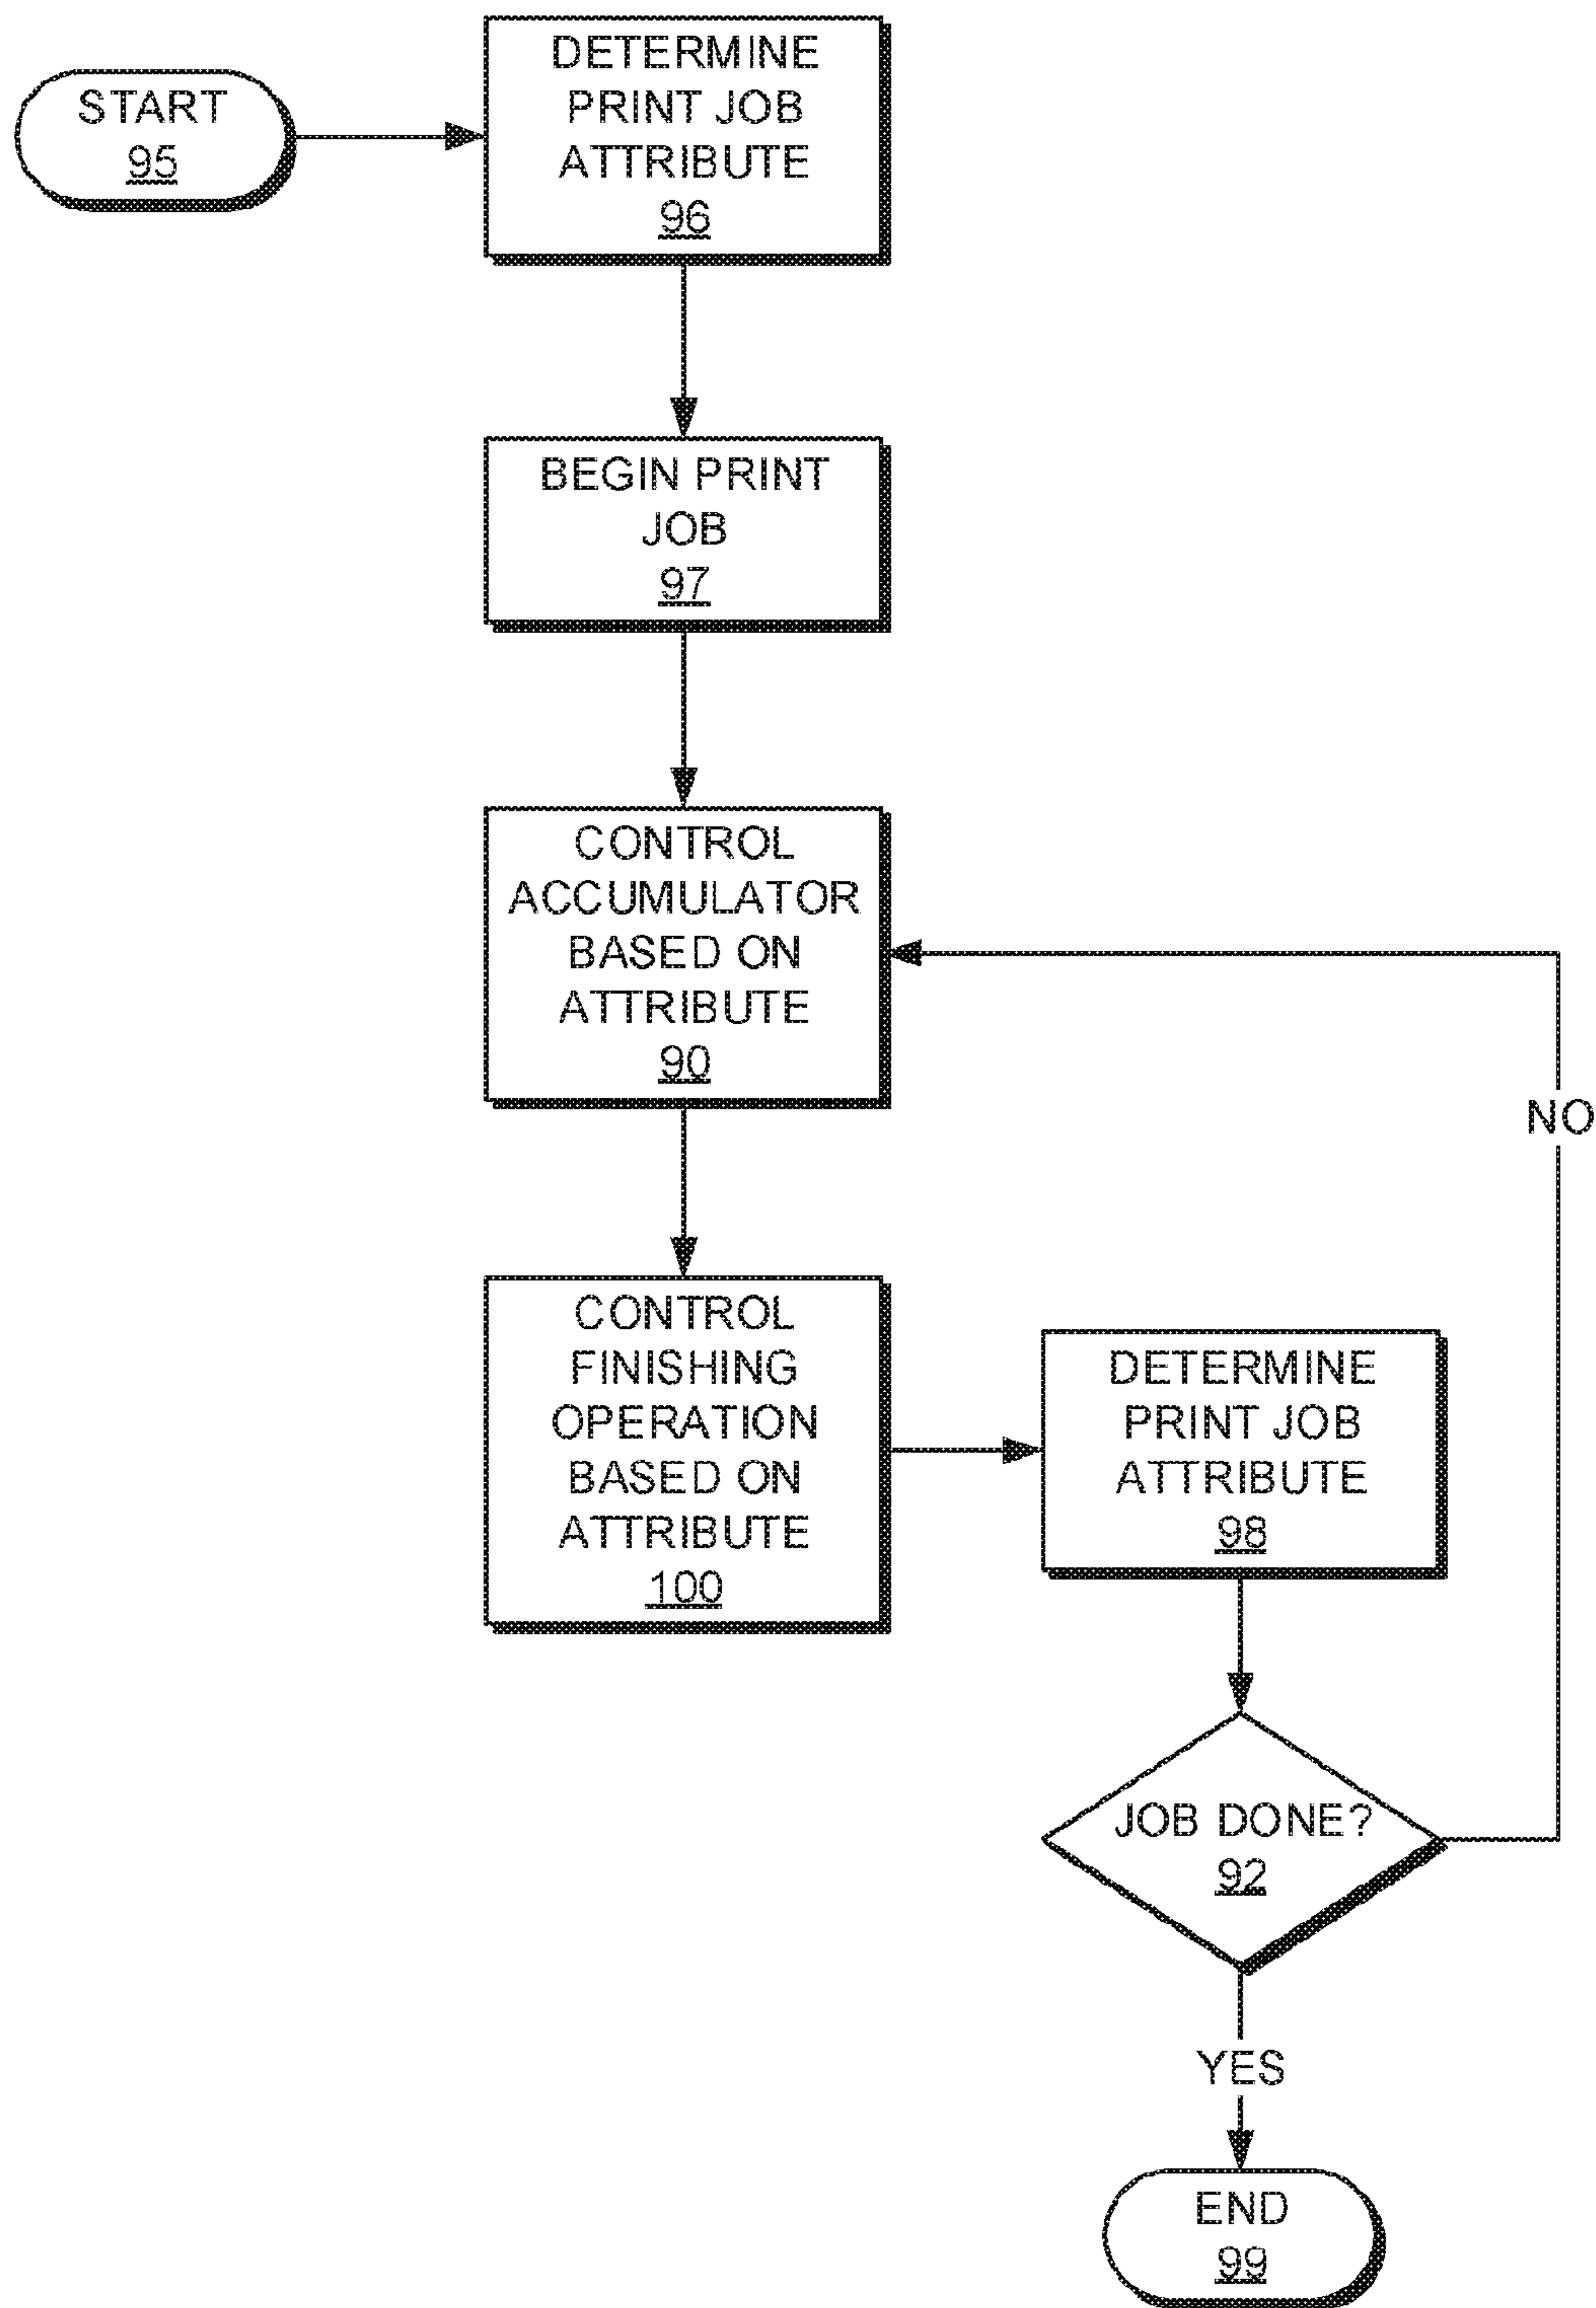 START
95
DETERMINE
PRINT JOB
ATTRIBUTE
96
BEGIN PRINT
JOB
97
CONTROL
ACCUMULATOR
BASED ON
ATTRIBUTE
90
NO
CONTROL
FINISHING
OPERATION
BASED ON
ATTRIBUTE
100
DETERMINE
PRINT JOB
ATTRIBUTE
98
JOB DONE?
92
YES
END
99